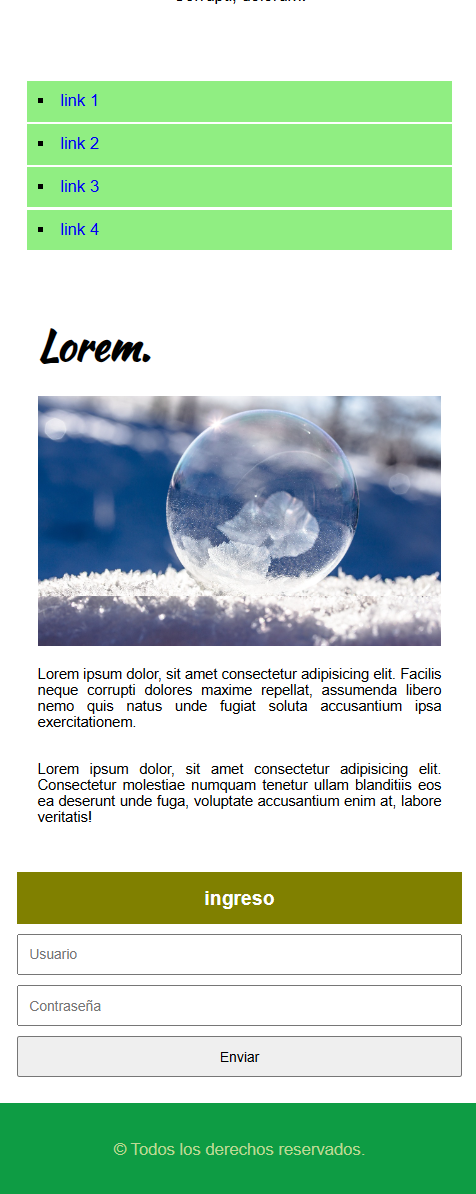 link 1
link 2
link 3
link 4
Lorem.
Lorem ipsum dolor, sit amet consectetur adipisicing elit. Facilis
neque corrupti dolores maxime repellat, assumenda libero
nemo quis natus unde fugiat soluta accusantium ipsa
exercitationem.
Lorem ipsum dolor, sit amet consectetur adipisicing elit.
Consectetur molestiae numquam tenetur ullam blanditiis eos
ea deserunt unde fuga, voluptate accusantium enim at, labore
veritatis!
ingreso
Usuario
Contraseña
Enviar
© Todos los derechos reservados.